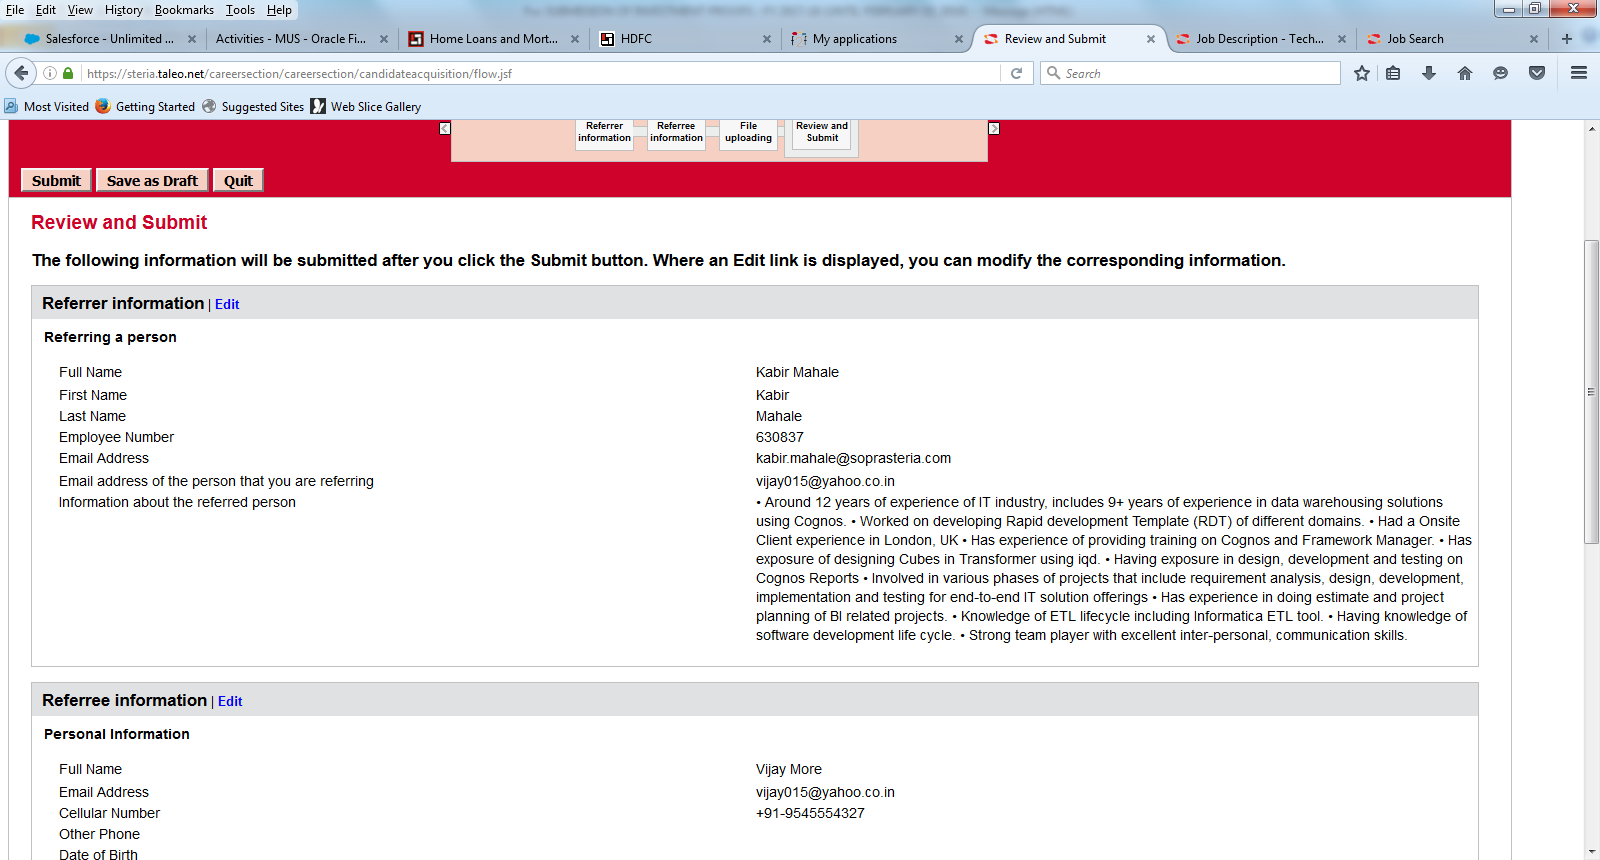 File Edit View History Bookmarks Tools Help
Salesforce - Unlimited ... Activities - MUS - Oracle Fi... Home Loans and Mort... HDFC My applications Review and Submit Job Description - Tech... Job Search
https://steria.taleo.net/careersection/careersection/candidateacquisition/flow.jsf Search
Most Visited Getting Started Suggested Sites Web Slice Gallery
Referrer information
Referree information
File uploading
Review and Submit
Submit Save as Draft Quit
Review and Submit
The following information will be submitted after you click the Submit button. Where an Edit link is displayed, you can modify the corresponding information.
Referrer information | Edit
Referring a person
Full Name Kabir Mahale
First Name Kabir
Last Name Mahale
Employee Number 630837
Email Address kabir.mahale@soprasteria.com
Email address of the person that you are referring vijay015@yahoo.co.in
Information about the referred person • Around 12 years of experience of IT industry, includes 9+ years of experience in data warehousing solutions
using Cognos. • Worked on developing Rapid development Template (RDT) of different domains. • Had a Onsite
Client experience in London, UK • Has experience of providing training on Cognos and Framework Manager. • Has
exposure of designing Cubes in Transformer using iqd. • Having exposure in design, development and testing on
Cognos Reports • Involved in various phases of projects that include requirement analysis, design, development,
implementation and testing for end-to-end IT solution offerings • Has experience in doing estimate and project
planning of BI related projects. • Knowledge of ETL lifecycle including Informatica ETL tool. • Having knowledge of
software development life cycle. • Strong team player with excellent inter-personal, communication skills.
Referree information | Edit
Personal Information
Full Name Vijay More
Email Address vijay015@yahoo.co.in
Cellular Number +91-9545554327
Other Phone
Date of Birth